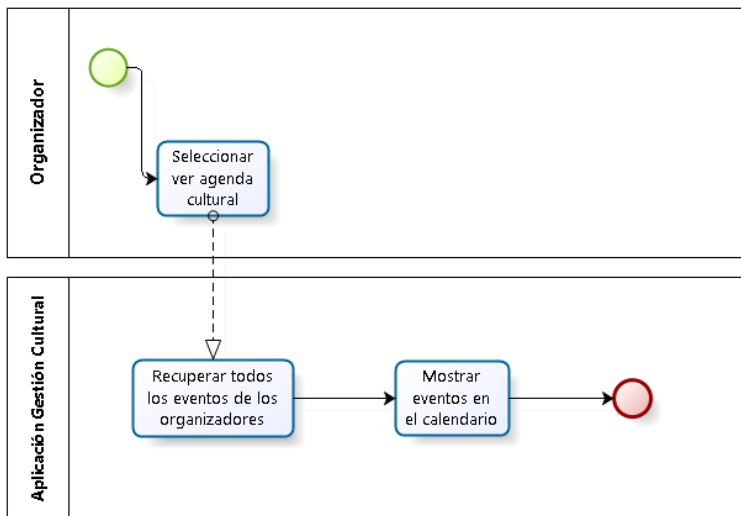 Organizador
Seleccionar
ver agenda
cultural
Aplicación Gestión Cultural
Recuperar todos
los eventos de los
organizadores
Mostrar
eventos en
el calendario